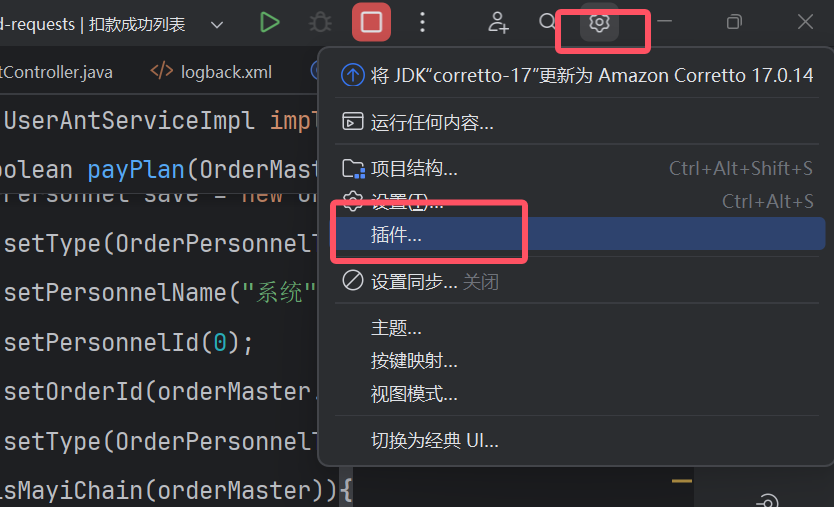 d-requests | 扣款成功列表
tController.java
logback.xml
将 JDK“corretto-17”更新为 Amazon Corretto 17.0.14
UserAntServiceImpl impl
运行任何内容...
oolean payPlan(OrderMast
项目结构... Ctrl+Alt+Shift+S
设置(T)... Ctrl+Alt+S
Personnel save = new Or
setType(OrderPersonnelT
插件...
setPersonnelName("系统"
设置同步... 关闭
setPersonnelId(0);
主题...
按键映射...
setOrderId(orderMaster.
视图模式...
setType(OrderPersonnelT
切换为经典 UI...
sMayiChain(orderMaster)){